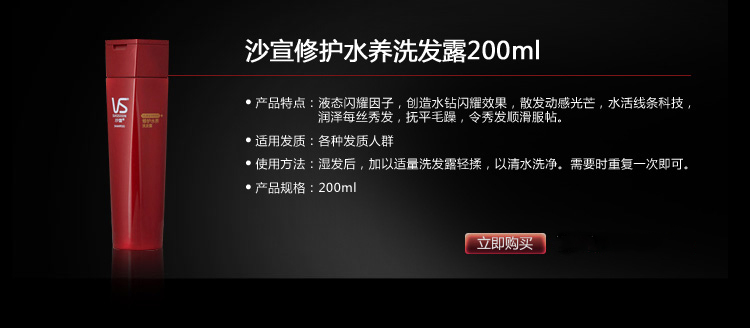 沙宣修护水养洗发露200ml
VS
• 产品特点：液态闪耀因子，创造水钻闪耀效果，散发动感光芒，水活线条科技，
润泽每丝秀发，抚平毛躁，令秀发顺滑服帖。
• 适用发质：各种发质人群
• 使用方法：湿发后，加以适量洗发露轻揉，以清水洗净。需要时重复一次即可。
• 产品规格：200ml
立即购买